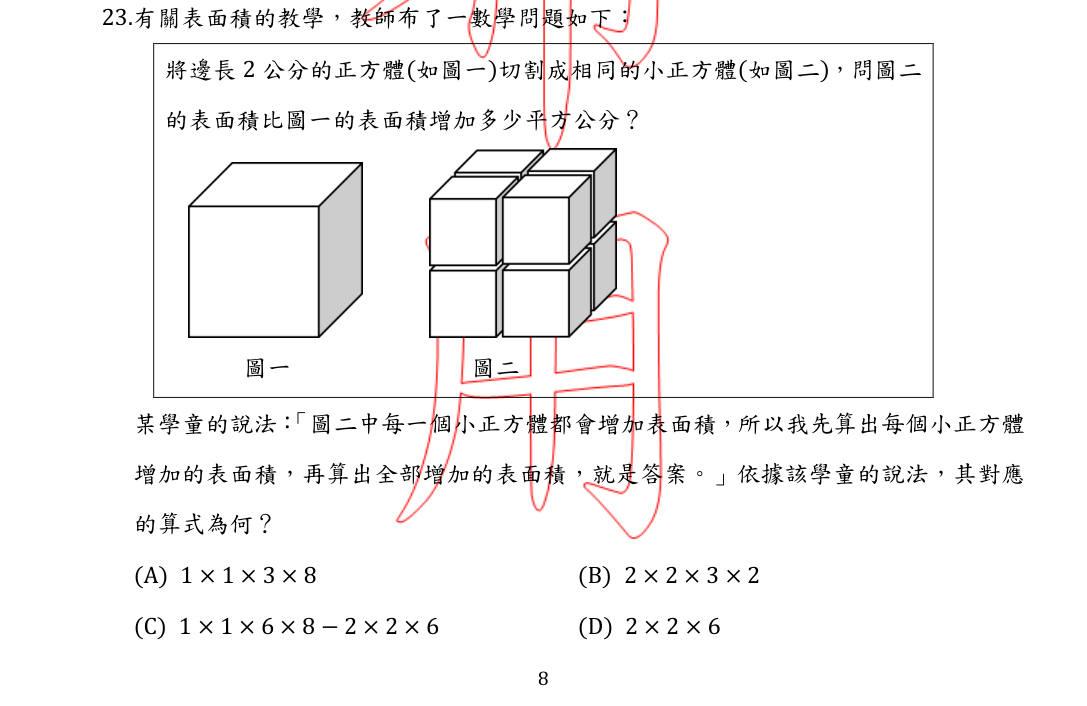 23.有關表面積的教學，教師布了一數學問題如下：
將邊長 2 公分的正方體(如圖一)切割成相同的小正方體(如圖二)，問圖二
的表面積比圖一的表面積增加多少平方公分？
圖一 圖二
某學童的說法：「圖二中每一個小正方體都會增加表面積，所以我先算出每個小正方體
增加的表面積，再算出全部增加的表面積，就是答案。」依據該學童的說法，其對應
的算式為何？
(A) 1 × 1 × 3 × 8 (B) 2 × 2 × 3 × 2
(C) 1 × 1 × 6 × 8 − 2 × 2 × 6 (D) 2 × 2 × 6
8
用